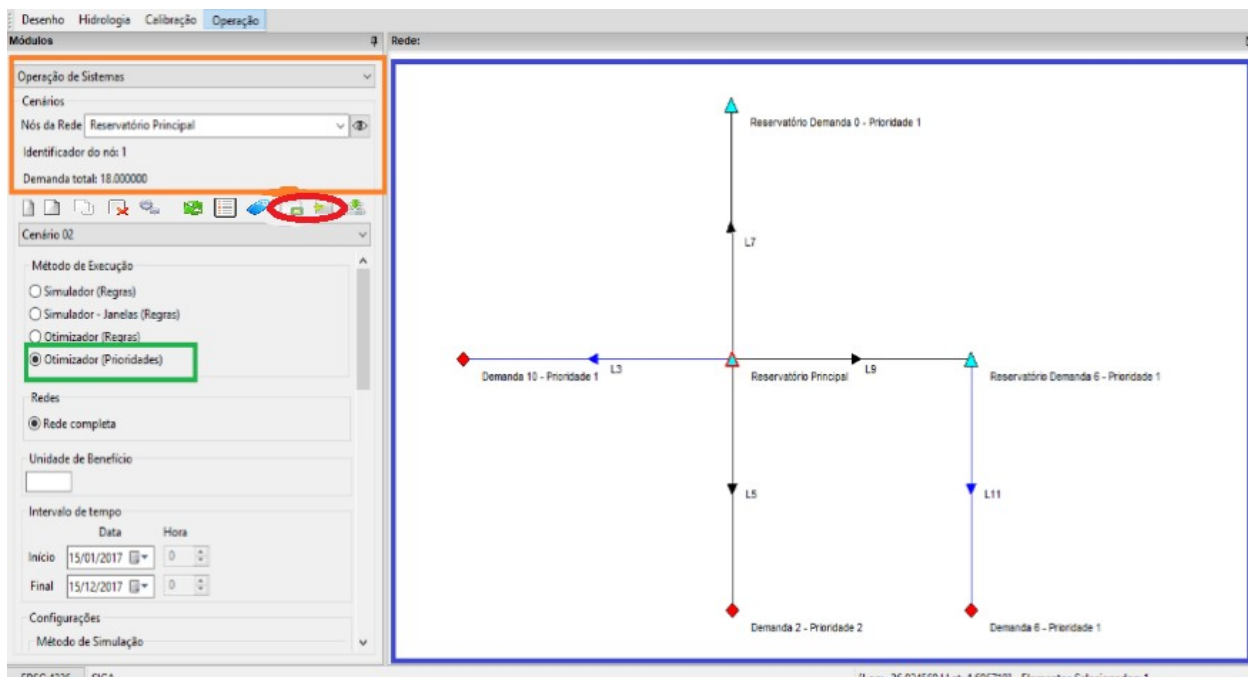 Desenho Hidrologia Calibração Operação
Módulos
Rede:
Operação de Sistemas
Cenários
Nós da Rede Reservatório Principal
Identificador do nó: 1
Demanda total: 18.000000
Cenário 02
Método de Execução
Simulador (Regras)
Simulador - Janelas (Regras)
Otimizador (Regras)
Otimizador (Prioridades)
Redes
Rede completa
Unidade de Benefício
Intervalo de tempo
Data Hora
Início 15/01/2017 0
Final 15/12/2017 0
Configurações
Método de Simulação
Reservatório Demanda 0 - Prioridade 1
L7
L3
L9
Demanda 10 - Prioridade 1
Reservatório Principal
Reservatório Demanda 6 - Prioridade 1
L5
L11
Demanda 2 - Prioridade 2
Demanda 6 - Prioridade 1